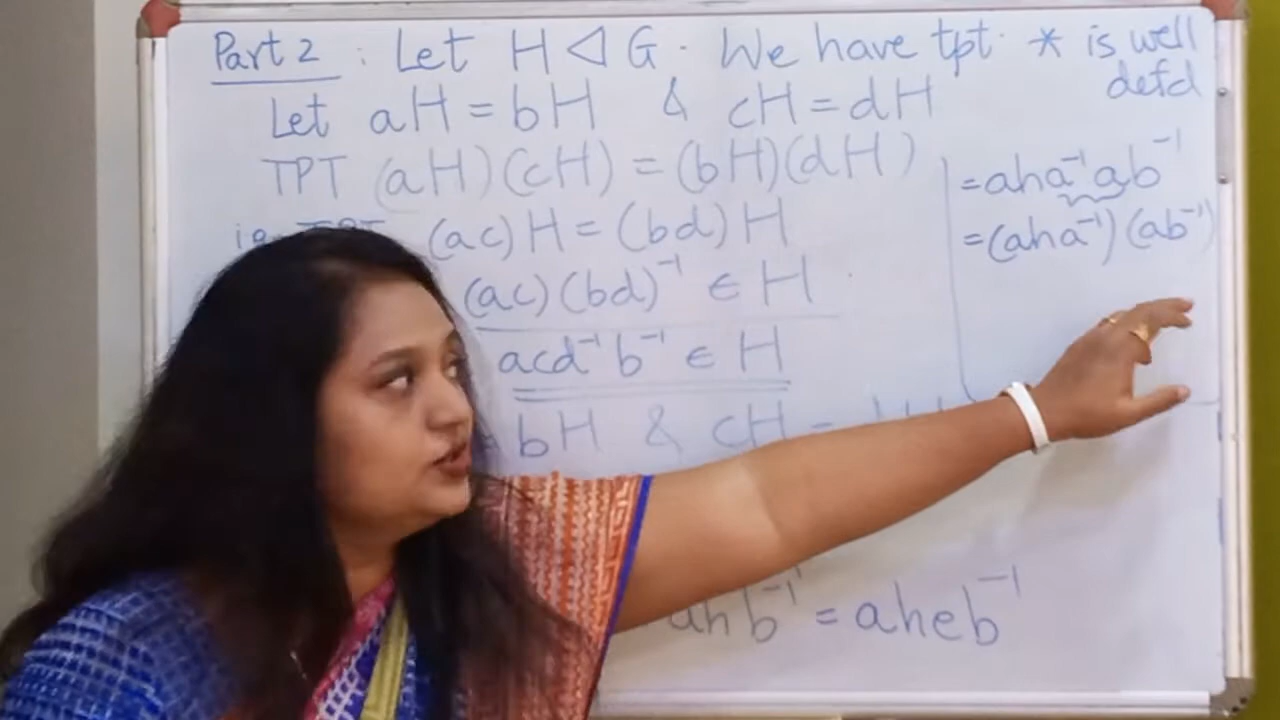 Part 2 : Let H ⊲ G. We have tpt. * is well
defd
Let aH = bH & cH = dH
TPT (aH)(cH) = (bH)(dH)
ie TPT (ac)H = (bd)H
(ac)(bd)⁻¹ ∈ H
acd⁻¹b⁻¹ ∈ H
bH & cH =
ahb⁻¹ = aheb⁻¹
= aha⁻¹ab⁻¹
= (aha⁻¹)(ab⁻¹)